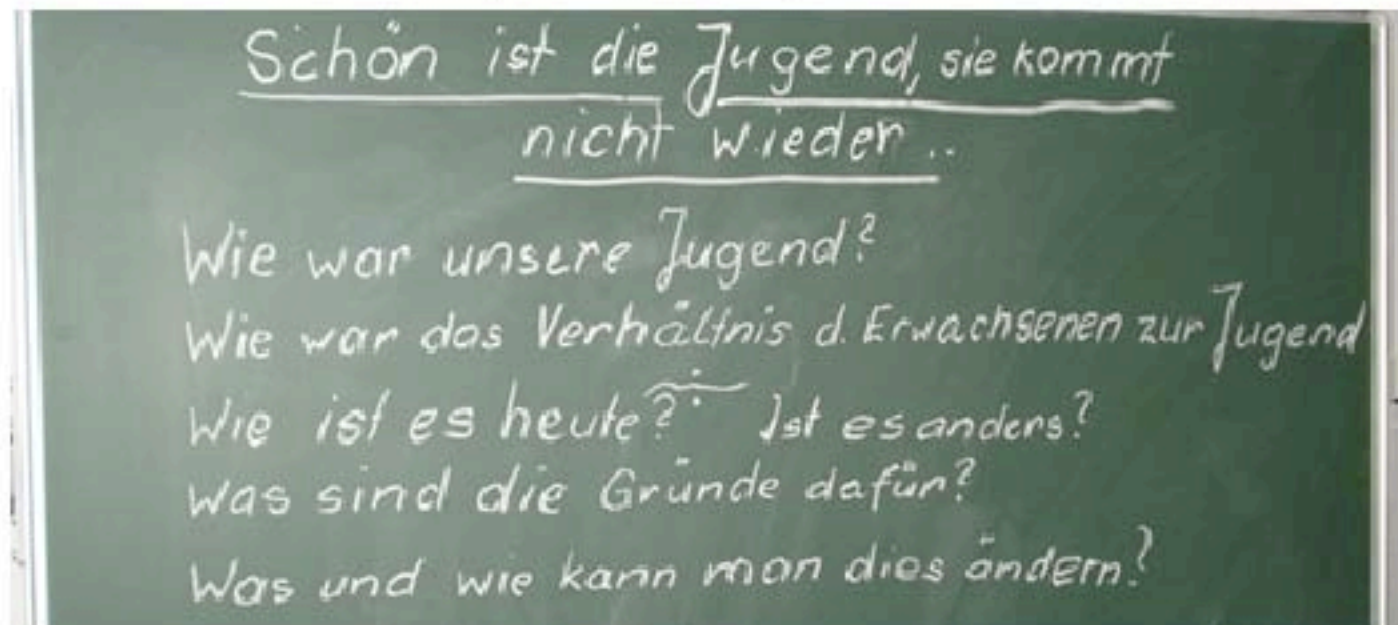 Schön ist die Jugend, sie kommt
nicht wieder..
Wie war unsere Jugend?
Wie war das Verhältnis d. Erwachsenen zur Jugend
Wie ist es heute? Ist es anders?
Was sind die Gründe dafür?
Was und wie kann man dies ändern?